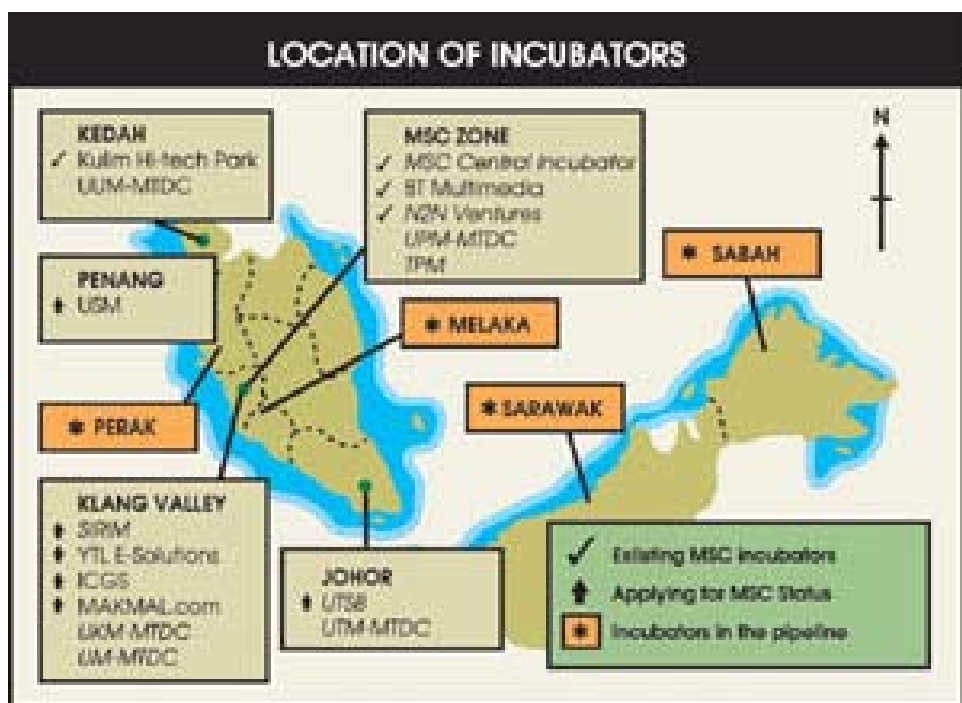 LOCATION OF INCUBATORS
KEDAH
✓ Kulim Hi-tech Park
UUM-MTDC
MSC ZONE
✓ MSC Central Incubator
✓ BT Multimedia
✓ N2N Ventures
UPM-MTDC
TPM
N
PENANG
USM
* SABAH
* MELAKA
* PERAK
* SARAWAK
KLANG VALLEY
SIRIM
YTL E-Solutions
ICGS
MAKMAL.com
UKM-MTDC
UM-MTDC
JOHOR
UTSB
UTM-MTDC
✓ Existing MSC incubators
Applying for MSC Status
* Incubators in the pipeline